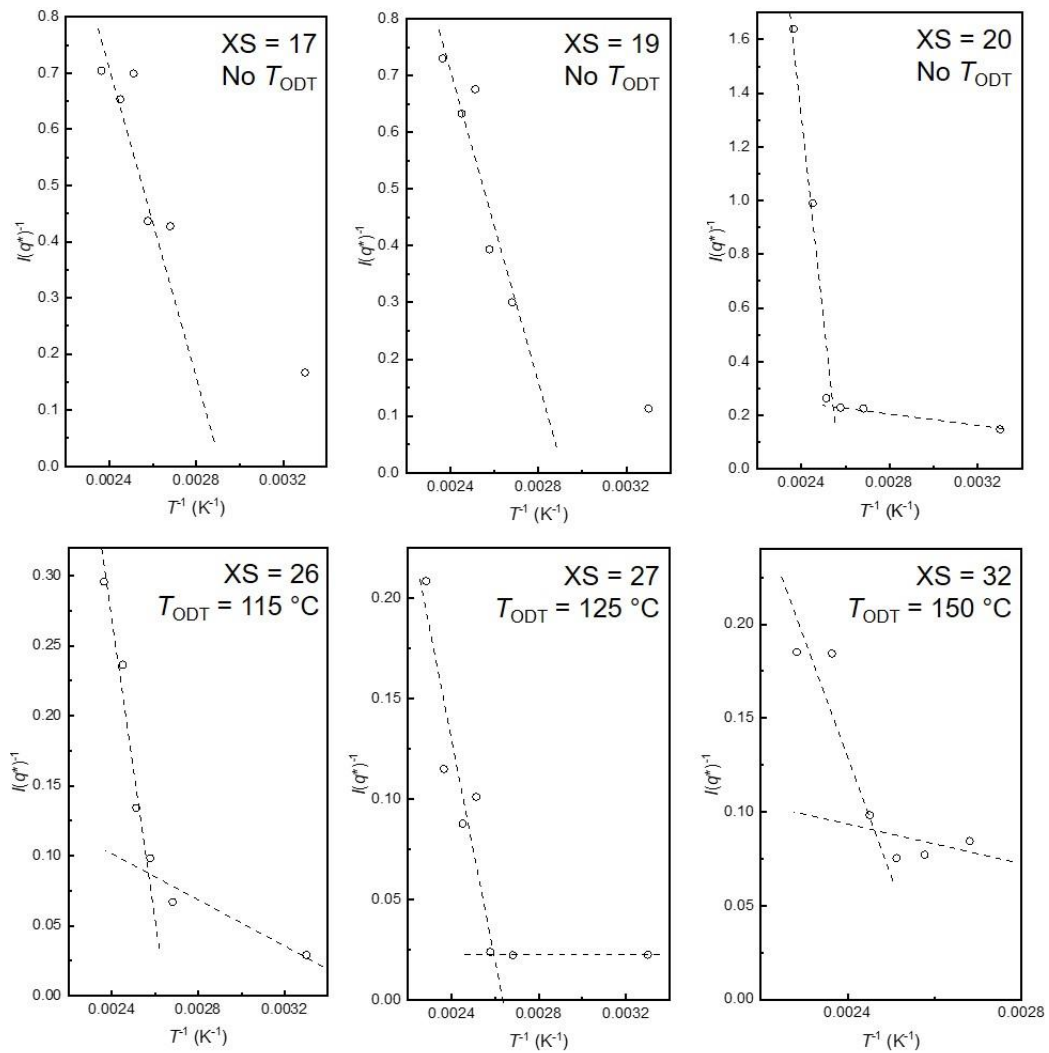 XS = 17
No T_ODT
0.8
0.7
0.6
0.5
0.4
0.3
0.2
0.1
0.0
I(q*)⁻¹
0.0024 0.0028 0.0032
T⁻¹ (K⁻¹)
XS = 19
No T_ODT
0.8
0.7
0.6
0.5
0.4
0.3
0.2
0.1
0.0
I(q*)⁻¹
0.0024 0.0028 0.0032
T⁻¹ (K⁻¹)
XS = 20
No T_ODT
1.6
1.4
1.2
1.0
0.8
0.6
0.4
0.2
0.0
I(q*)⁻¹
0.0024 0.0028 0.0032
T⁻¹ (K⁻¹)
XS = 26
T_ODT = 115 °C
0.30
0.25
0.20
0.15
0.10
0.05
0.00
I(q*)⁻¹
0.0024 0.0028 0.0032
T⁻¹ (K⁻¹)
XS = 27
T_ODT = 125 °C
0.20
0.15
0.10
0.05
0.00
I(q*)⁻¹
0.0024 0.0028 0.0032
T⁻¹ (K⁻¹)
XS = 32
T_ODT = 150 °C
0.20
0.15
0.10
0.05
0.00
I(q*)⁻¹
0.0024 0.0028
T⁻¹ (K⁻¹)